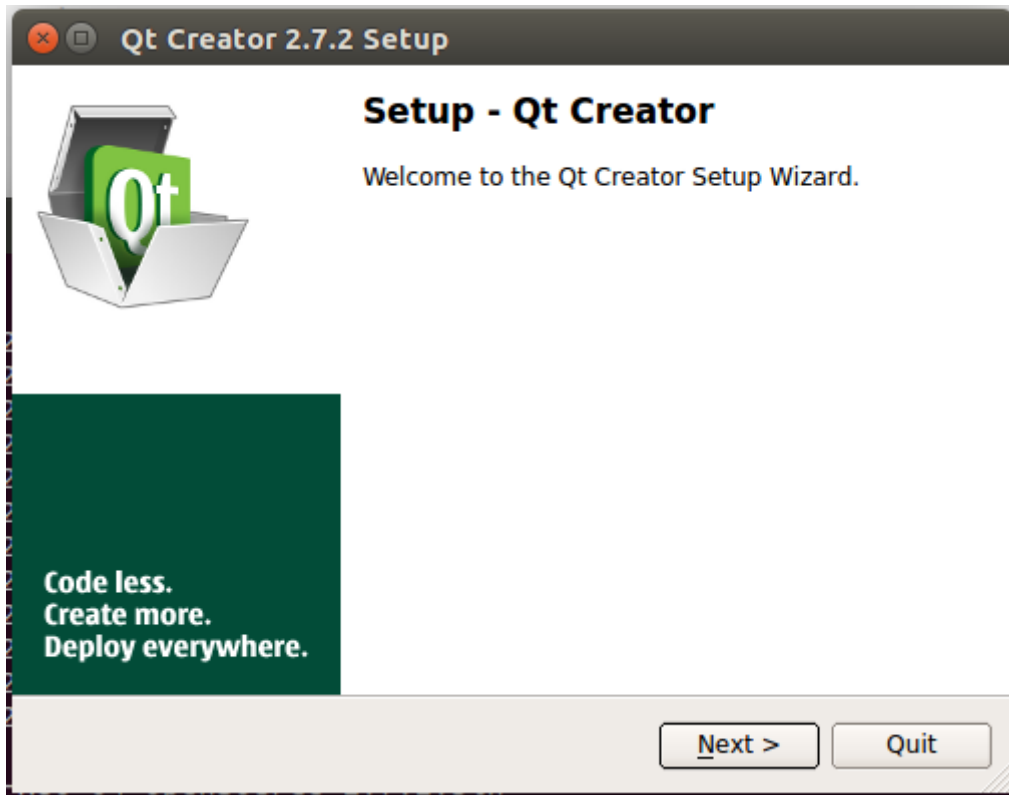 Qt Creator 2.7.2 Setup
Setup - Qt Creator
Welcome to the Qt Creator Setup Wizard.
Qt
Code less.
Create more.
Deploy everywhere.
Next >
Quit